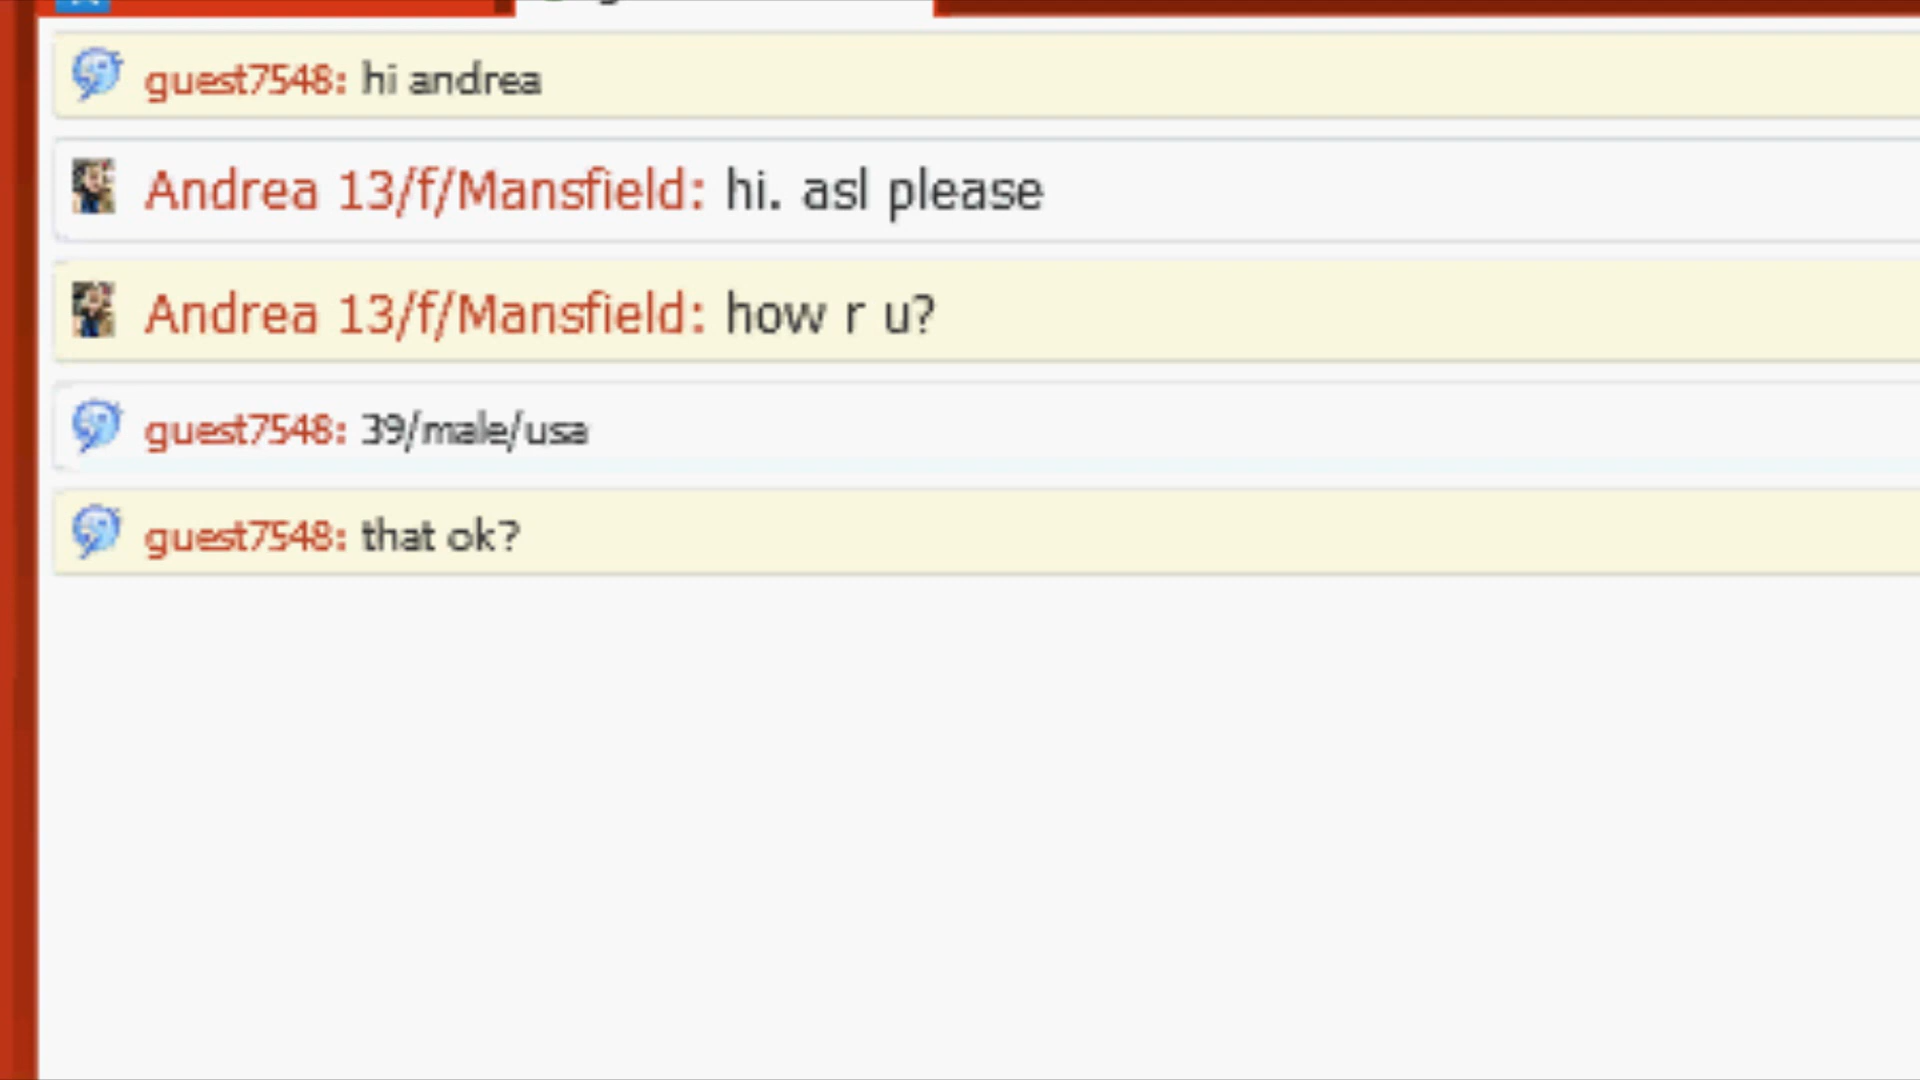 guest7548: hi andrea
Andrea 13/f/Mansfield: hi. asl please
Andrea 13/f/Mansfield: how r u?
guest7548: 39/male/usa
guest7548: that ok?